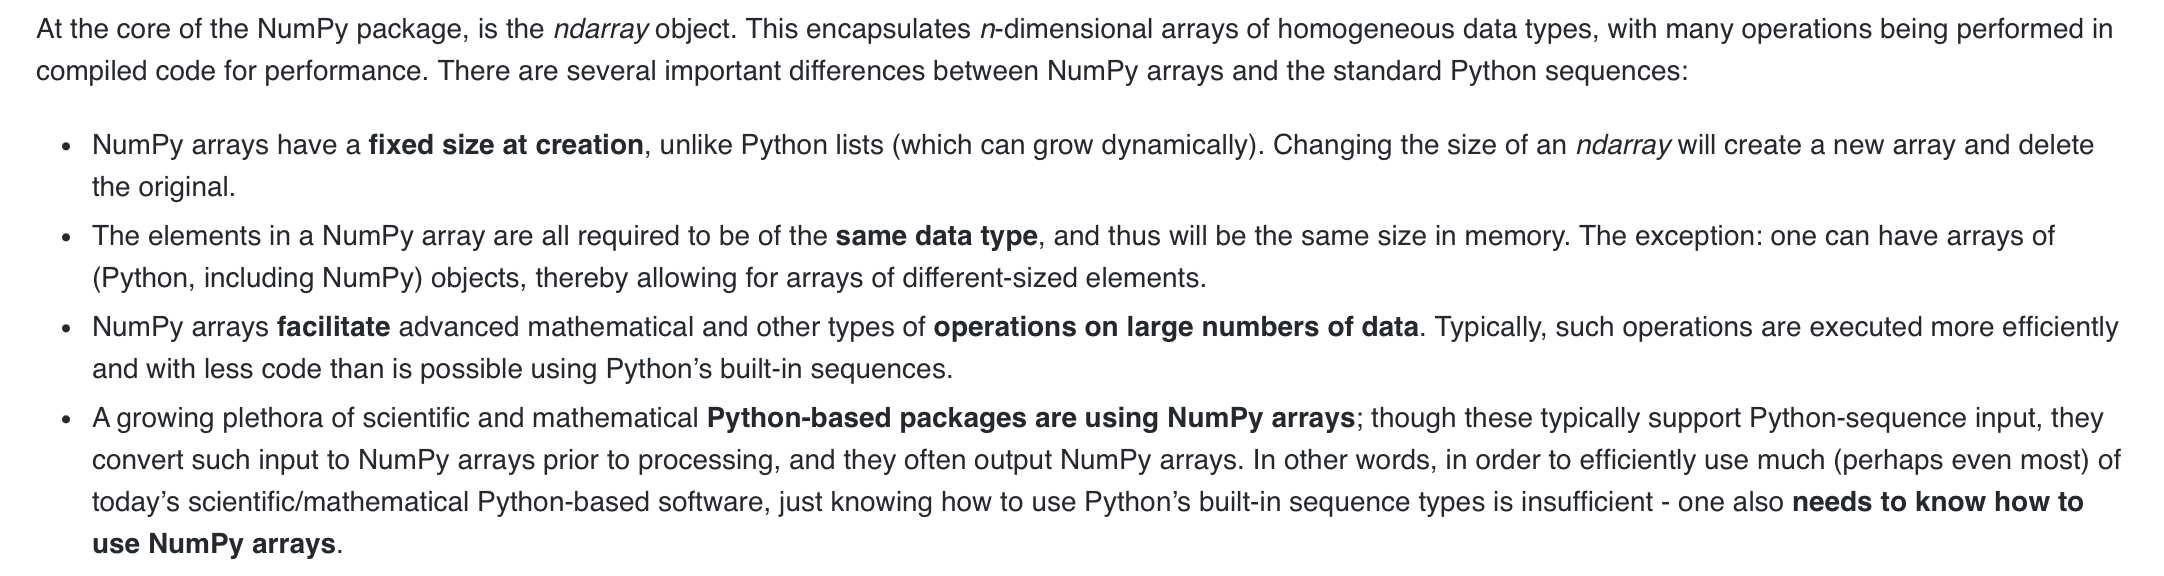 At the core of the NumPy package, is the ndarray object. This encapsulates n-dimensional arrays of homogeneous data types, with many operations being performed in
compiled code for performance. There are several important differences between NumPy arrays and the standard Python sequences:
• NumPy arrays have a fixed size at creation, unlike Python lists (which can grow dynamically). Changing the size of an ndarray will create a new array and delete
the original.
• The elements in a NumPy array are all required to be of the same data type, and thus will be the same size in memory. The exception: one can have arrays of
(Python, including NumPy) objects, thereby allowing for arrays of different-sized elements.
• NumPy arrays facilitate advanced mathematical and other types of operations on large numbers of data. Typically, such operations are executed more efficiently
and with less code than is possible using Python’s built-in sequences.
• A growing plethora of scientific and mathematical Python-based packages are using NumPy arrays; though these typically support Python-sequence input, they
convert such input to NumPy arrays prior to processing, and they often output NumPy arrays. In other words, in order to efficiently use much (perhaps even most) of
today’s scientific/mathematical Python-based software, just knowing how to use Python’s built-in sequence types is insufficient - one also needs to know how to
use NumPy arrays.